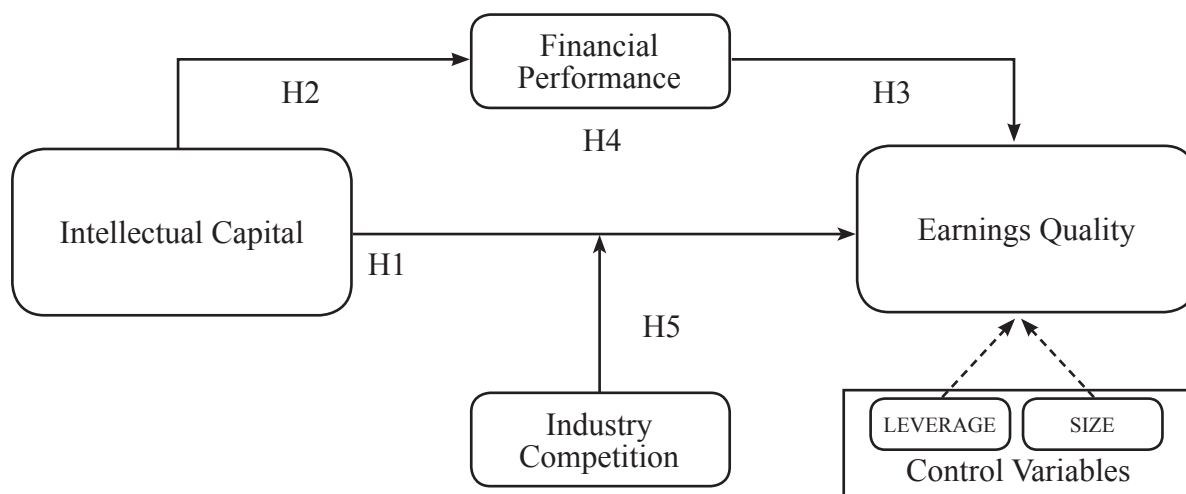 Financial
Performance
H2
H3
H4
Intellectual Capital
Earnings Quality
H1
H5
Industry
Competition
LEVERAGE
SIZE
Control Variables